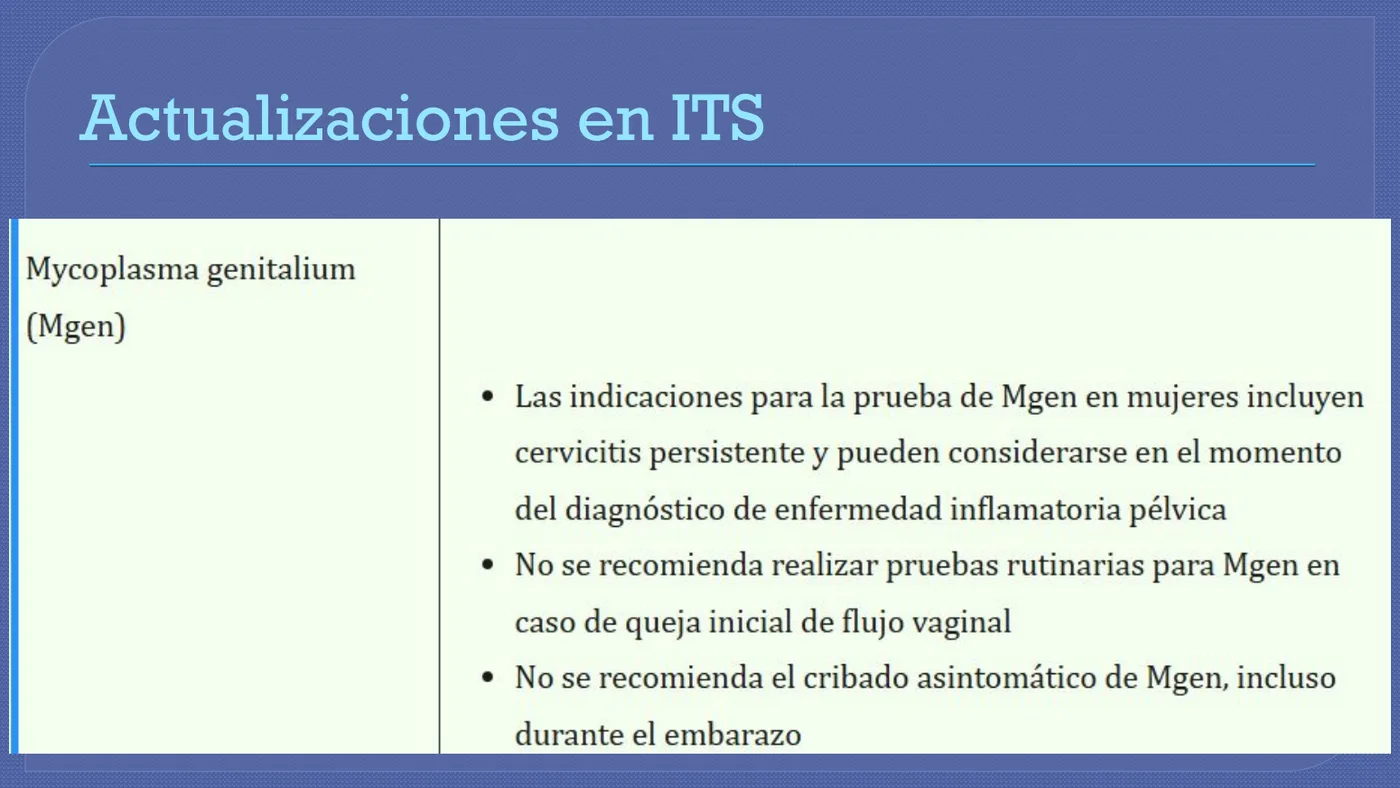 Actualizaciones en ITS
Mycoplasma genitalium
(Mgen)
• Las indicaciones para la prueba de Mgen en mujeres incluyen
cervicitis persistente y pueden considerarse en el momento
del diagnóstico de enfermedad inflamatoria pélvica
• No se recomienda realizar pruebas rutinarias para Mgen en
caso de queja inicial de flujo vaginal
• No se recomienda el cribado asintomático de Mgen, incluso
durante el embarazo